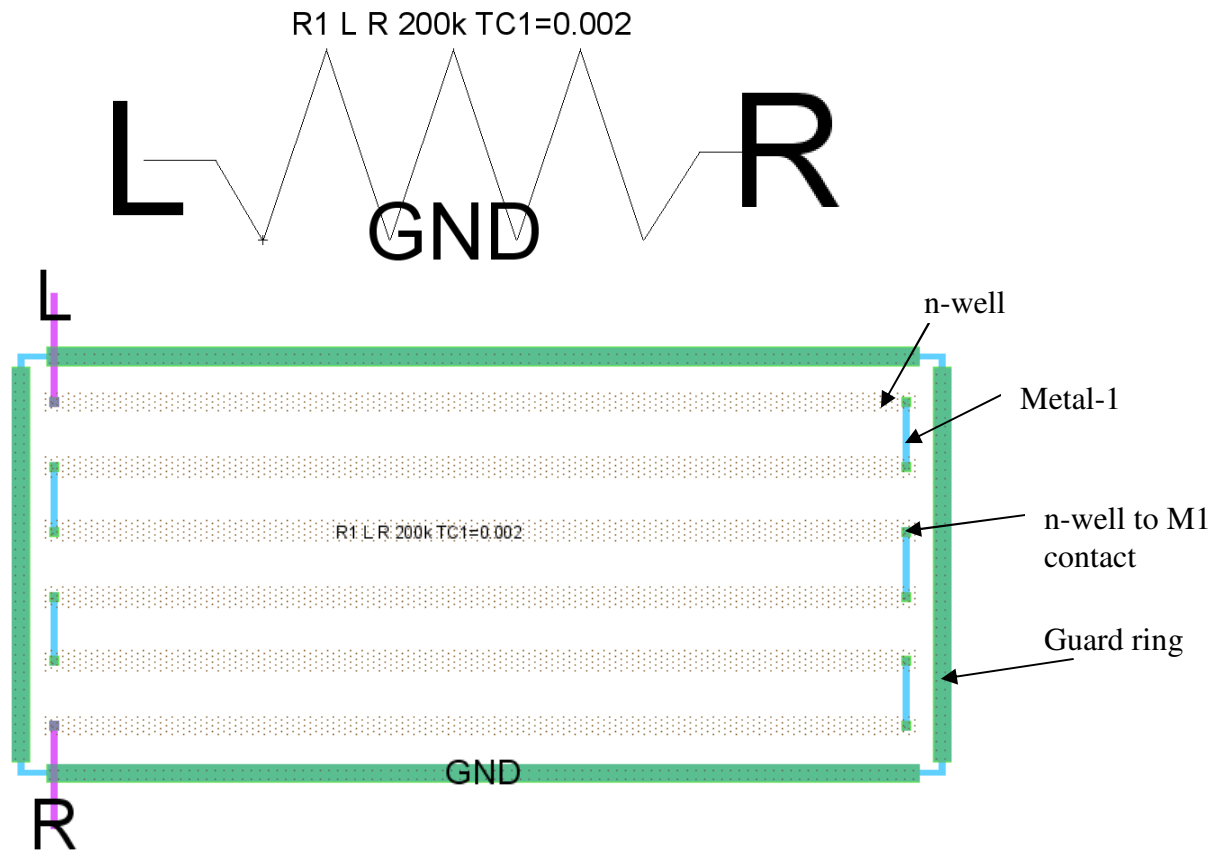 R1 L R 200k TC1=0.002
L
R
GND
L
n-well
Metal-1
R1 L R 200k TC1=0.002
n-well to M1
contact
Guard ring
GND
R